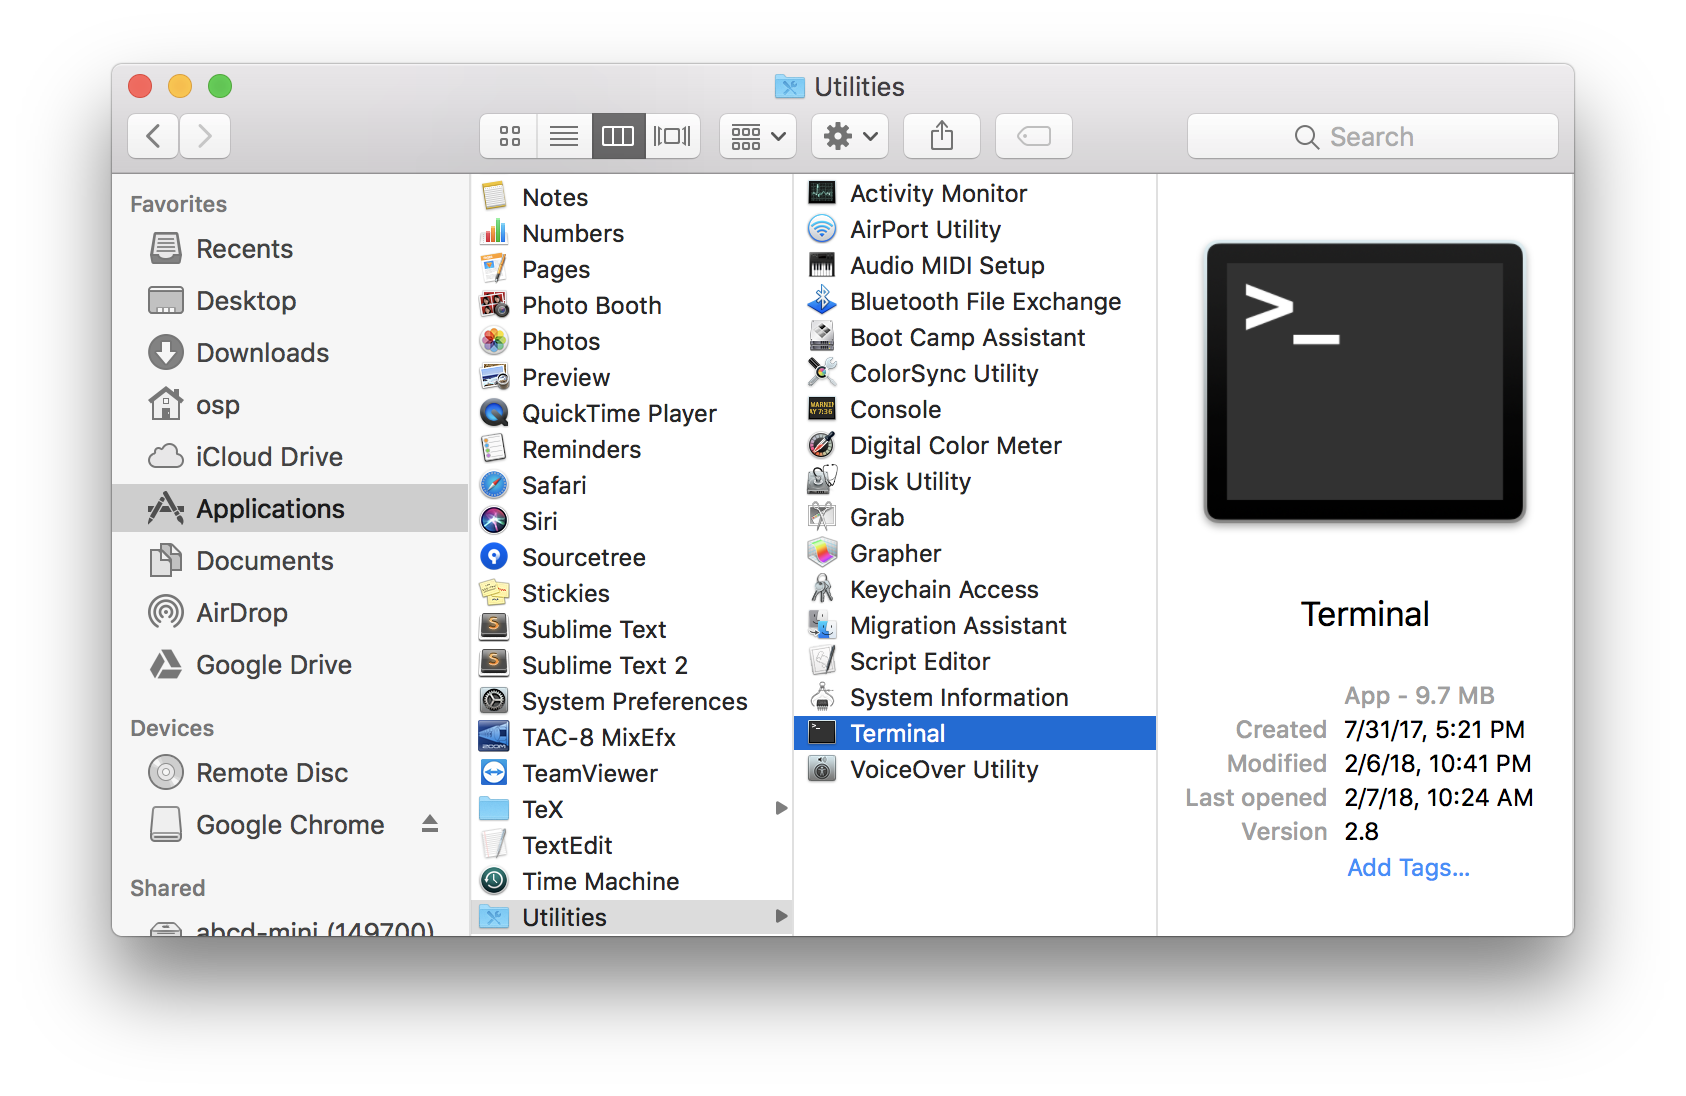 Utilities
Search
Favorites
Recents
Desktop
Downloads
osp
iCloud Drive
Applications
Documents
AirDrop
Google Drive
Devices
Remote Disc
Google Chrome
Shared
abcd-mini (149700)
Notes
Numbers
Pages
Photo Booth
Photos
Preview
QuickTime Player
Reminders
Safari
Siri
Sourcetree
Stickies
Sublime Text
Sublime Text 2
System Preferences
TAC-8 MixEfx
TeamViewer
TeX
TextEdit
Time Machine
Utilities
Activity Monitor
AirPort Utility
Audio MIDI Setup
Bluetooth File Exchange
Boot Camp Assistant
ColorSync Utility
Console
Digital Color Meter
Disk Utility
Grab
Grapher
Keychain Access
Migration Assistant
Script Editor
System Information
Terminal
VoiceOver Utility
>_
Terminal
App - 9.7 MB
Created 7/31/17, 5:21 PM
Modified 2/6/18, 10:41 PM
Last opened 2/7/18, 10:24 AM
Version 2.8
Add Tags...